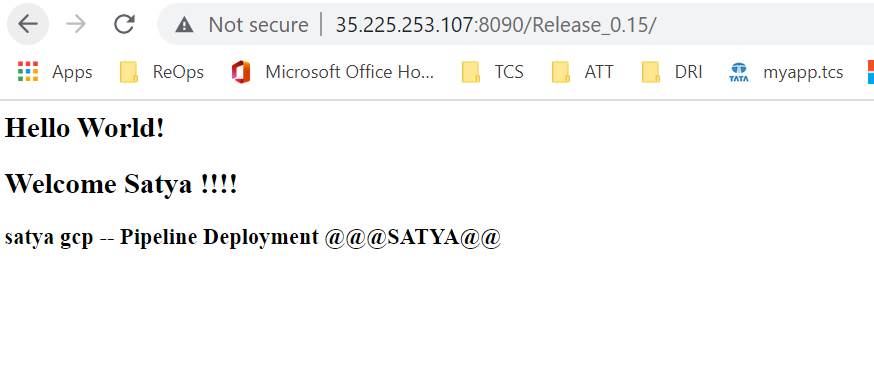 Not secure | 35.225.253.107:8090/Release_0.15/
Apps ReOps Microsoft Office Ho... TCS ATT DRI TATA myapp.tcs
Hello World!
Welcome Satya !!!!
satya gcp -- Pipeline Deployment @@@SATYA@@